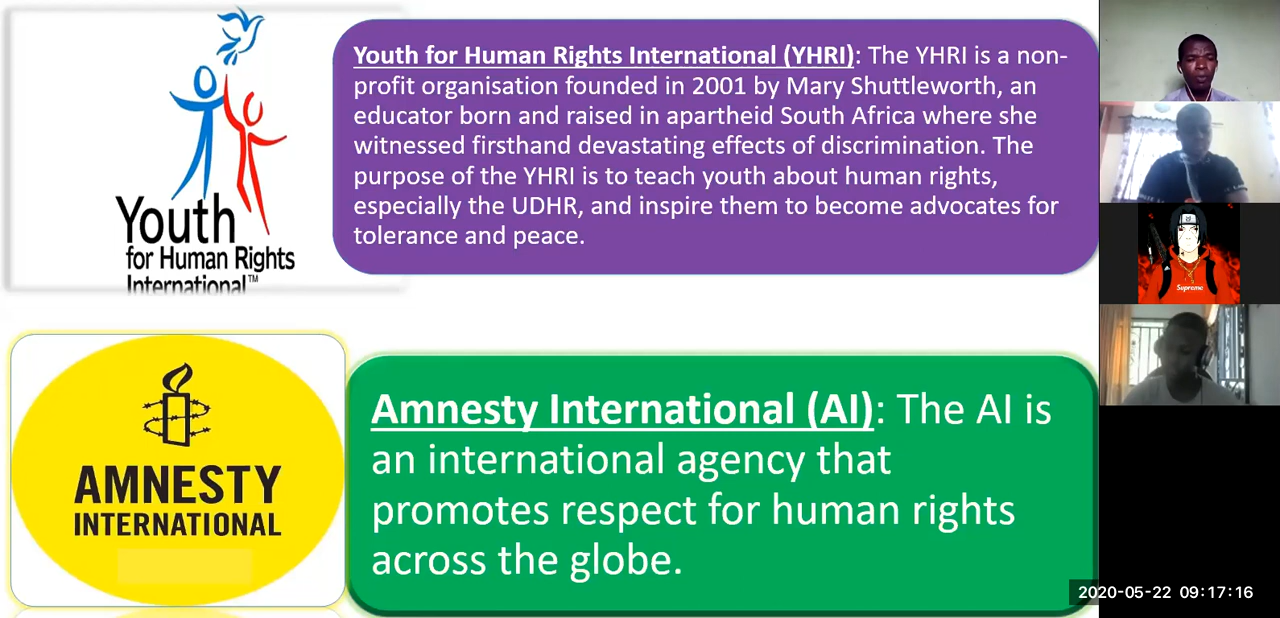 Youth
for Human Rights
International™
Youth for Human Rights International (YHRI): The YHRI is a non-
profit organisation founded in 2001 by Mary Shuttleworth, an
educator born and raised in apartheid South Africa where she
witnessed firsthand devastating effects of discrimination. The
purpose of the YHRI is to teach youth about human rights,
especially the UDHR, and inspire them to become advocates for
tolerance and peace.
AMNESTY
INTERNATIONAL
Amnesty International (AI): The AI is
an international agency that
promotes respect for human rights
across the globe.
Supreme
2020-05-22 09:17:16